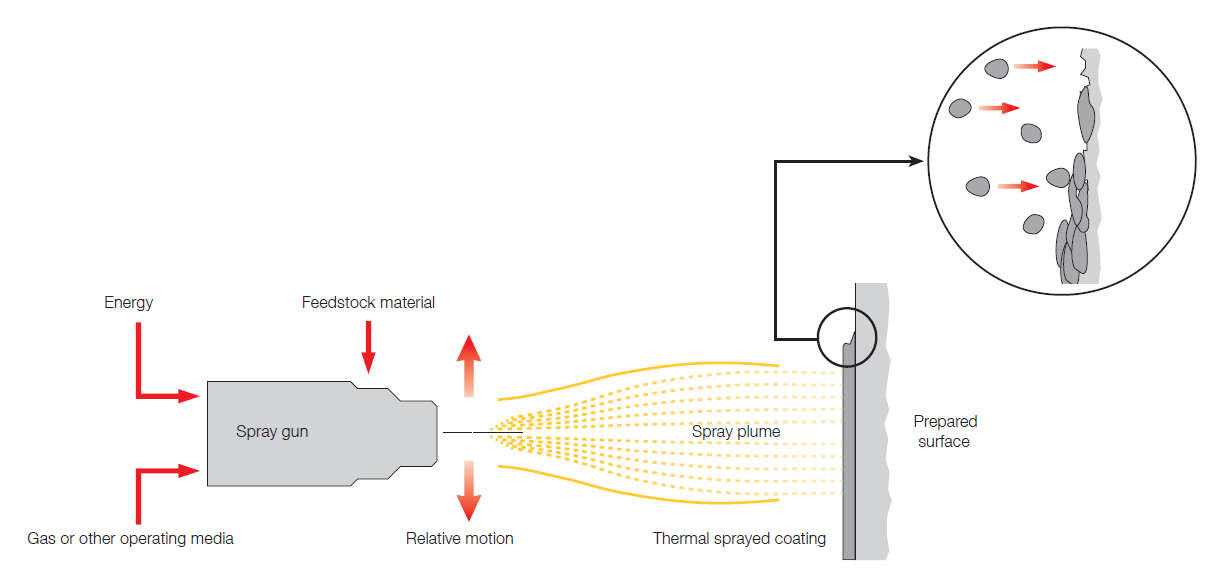 Energy
Feedstock material
Spray gun
Spray plume
Prepared
surface
Gas or other operating media
Relative motion
Thermal sprayed coating